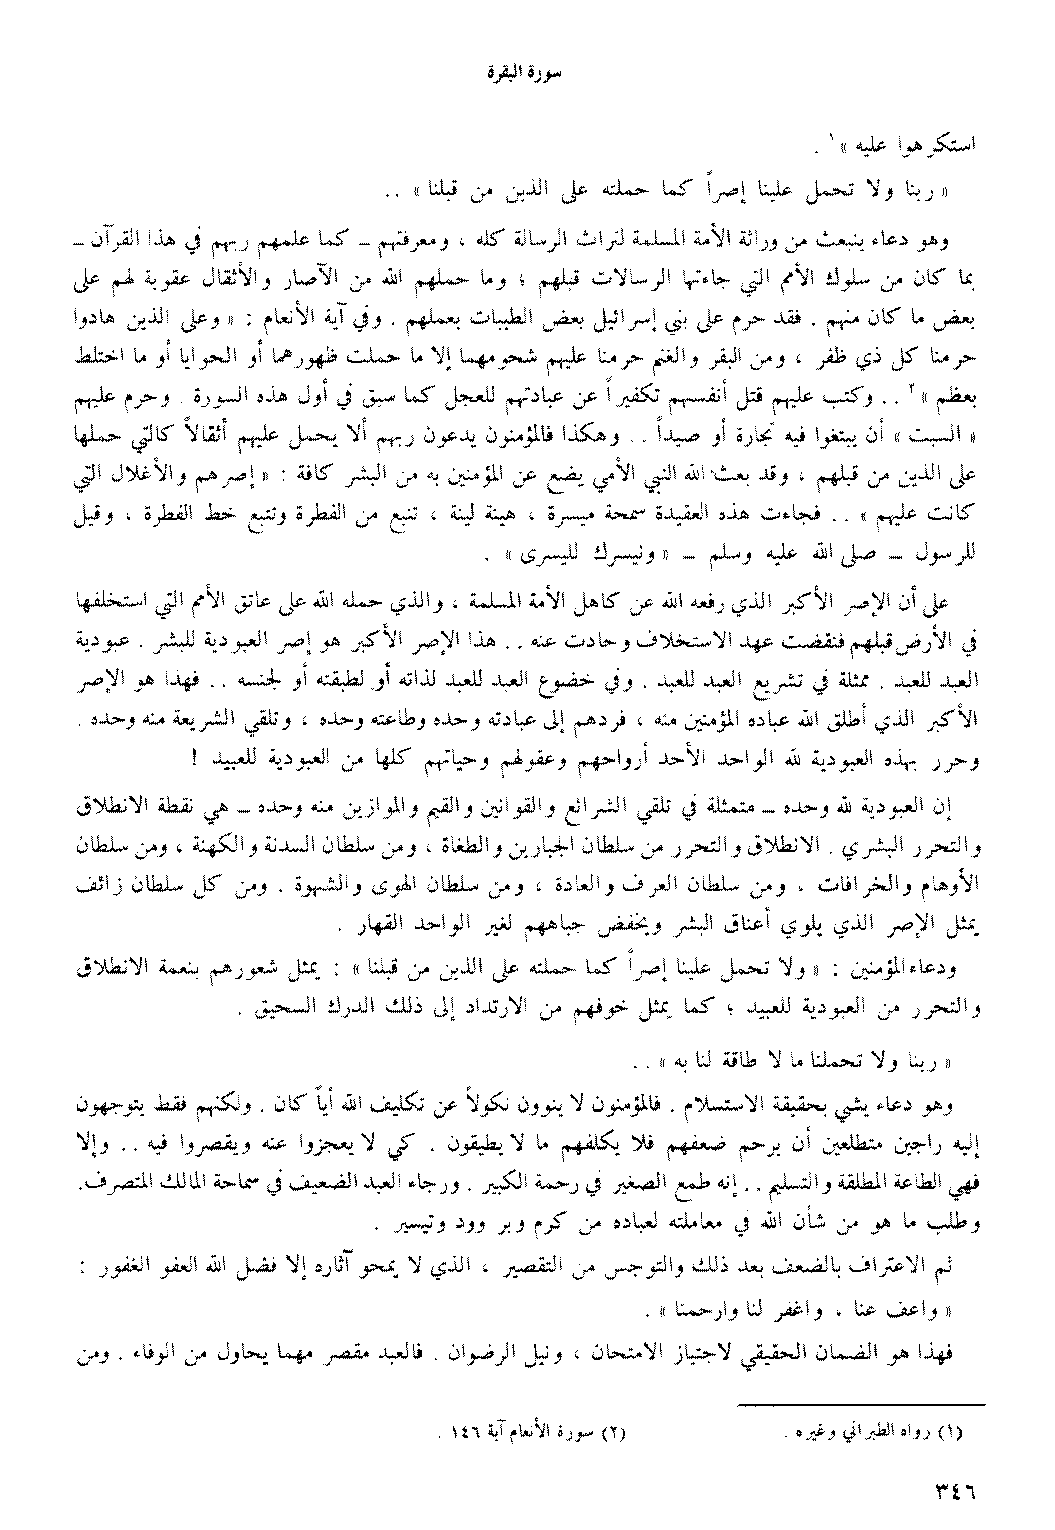 سورة البقرة
استكرهوا عليه »١ .
« ربنا ولا تحمل علينا إصراً كما حملته على الذين من قبلنا » ..
وهو دعاء ينبعث من وراثة الأمة المسلمة لتراث الرسالة كله ، ومعرفتهم – كما علمهم ربهم في هذا القرآن –
بما كان من سلوك الأمم التي جاءتها الرسالات قبلهم ؛ وما حملهم الله من الآصار والأثقال عقوبة لهم على
بعض ما كان منهم . فقد حرم على بني إسرائيل بعض الطيبات بعملهم . وفي آية الأنعام : « وعلى الذين هادوا
حرمنا كل ذي ظفر ، ومن البقر والغنم حرمنا عليهم شحومهما إلا ما حملت ظهورهما أو الحوايا أو ما اختلط
بعظم »٢ .. وكتب عليهم قتل أنفسهم تكفيراً عن عبادتهم للعجل كما سبق في أول هذه السورة . وحرم عليهم
« السبت » أن يبتغوا فيه تجارة أو صيداً .. وهكذا فالمؤمنون يدعون ربهم ألا يحمل عليهم أثقالاً كالتي حملها
على الذين من قبلهم ، وقد بعث الله النبي الأمي يضع عن المؤمنين به من البشر كافة : « إصرهم والأغلال التي
كانت عليهم » .. فجاءت هذه العقيدة سمحة ميسرة ، هينة لينة ، تنبع من الفطرة وتتبع خط الفطرة ، وقيل
للرسول – صلى الله عليه وسلم – « ونيسرك لليسرى » .
على أن الإصر الأكبر الذي رفعه الله عن كاهل الأمة المسلمة ، والذي حمله الله على عاتق الأمم التي استخلفها
في الأرض قبلهم فنقضت عهد الاستخلاف وحادت عنه .. هذا الإصر الأكبر هو إصر العبودية للبشر . عبودية
العبد للعبد . ممثلة في تشريع العبد للعبد . وفي خضوع العبد للعبد لذاته أو لطبقته أو لجنسه .. فهذا هو الإصر
الأكبر الذي أطلق الله عباده المؤمنين منه ، فردهم إلى عبادته وحده وطاعته وحده ، وتلقي الشريعة منه وحده .
وحرر بهذه العبودية لله الواحد الأحد أرواحهم وعقولهم وحياتهم كلها من العبودية للعبيد !
إن العبودية لله وحده – متمثلة في تلقي الشرائع والقوانين والقيم والموازين منه وحده – هي نقطة الانطلاق
والتحرر البشري . الانطلاق والتحرر من سلطان الجبارين والطغاة ، ومن سلطان السدنة والكهنة ، ومن سلطان
الأوهام والخرافات ، ومن سلطان العرف والعادة ، ومن سلطان الهوى والشهوة . ومن كل سلطان زائف
يمثل الإصر الذي يلوي أعناق البشر ويخفض جباههم لغير الواحد القهار .
ودعاء المؤمنين : « ولا تحمل علينا إصراً كما حملته على الذين من قبلنا » : يمثل شعورهم بنعمة الانطلاق
والتحرر من العبودية للعبيد ؛ كما يمثل خوفهم من الارتداد إلى ذلك الدرك السحيق .
« ربنا ولا تحملنا ما لا طاقة لنا به » ..
وهو دعاء يشي بحقيقة الاستسلام . فالمؤمنون لا ينوون نكولاً عن تكليف الله أياً كان . ولكنهم فقط يتوجهون
إليه راجين متطلعين أن يرحم ضعفهم فلا يكلفهم ما لا يطيقون . كي لا يعجزوا عنه ويقصروا فيه .. وإلا
فهي الطاعة المطلقة والتسليم .. إنه طمع الصغير في رحمة الكبير . ورجاء العبد الضعيف في سماحة المالك المتصرف.
وطلب ما هو من شأن الله في معاملته لعباده من كرم وبر وود وتيسير .
ثم الاعتراف بالضعف بعد ذلك والتوجس من التقصير ، الذي لا يمحو آثاره إلا فضل الله العفو الغفور :
« واعف عنا ، واغفر لنا وارحمنا » .
فهذا هو الضمان الحقيقي لاجتياز الامتحان ، ونيل الرضوان . فالعبد مقصر مهما يحاول من الوفاء . ومن
(١) رواه الطبراني وغيره . (٢) سورة الأنعام آية ١٤٦ .
٣٤٦